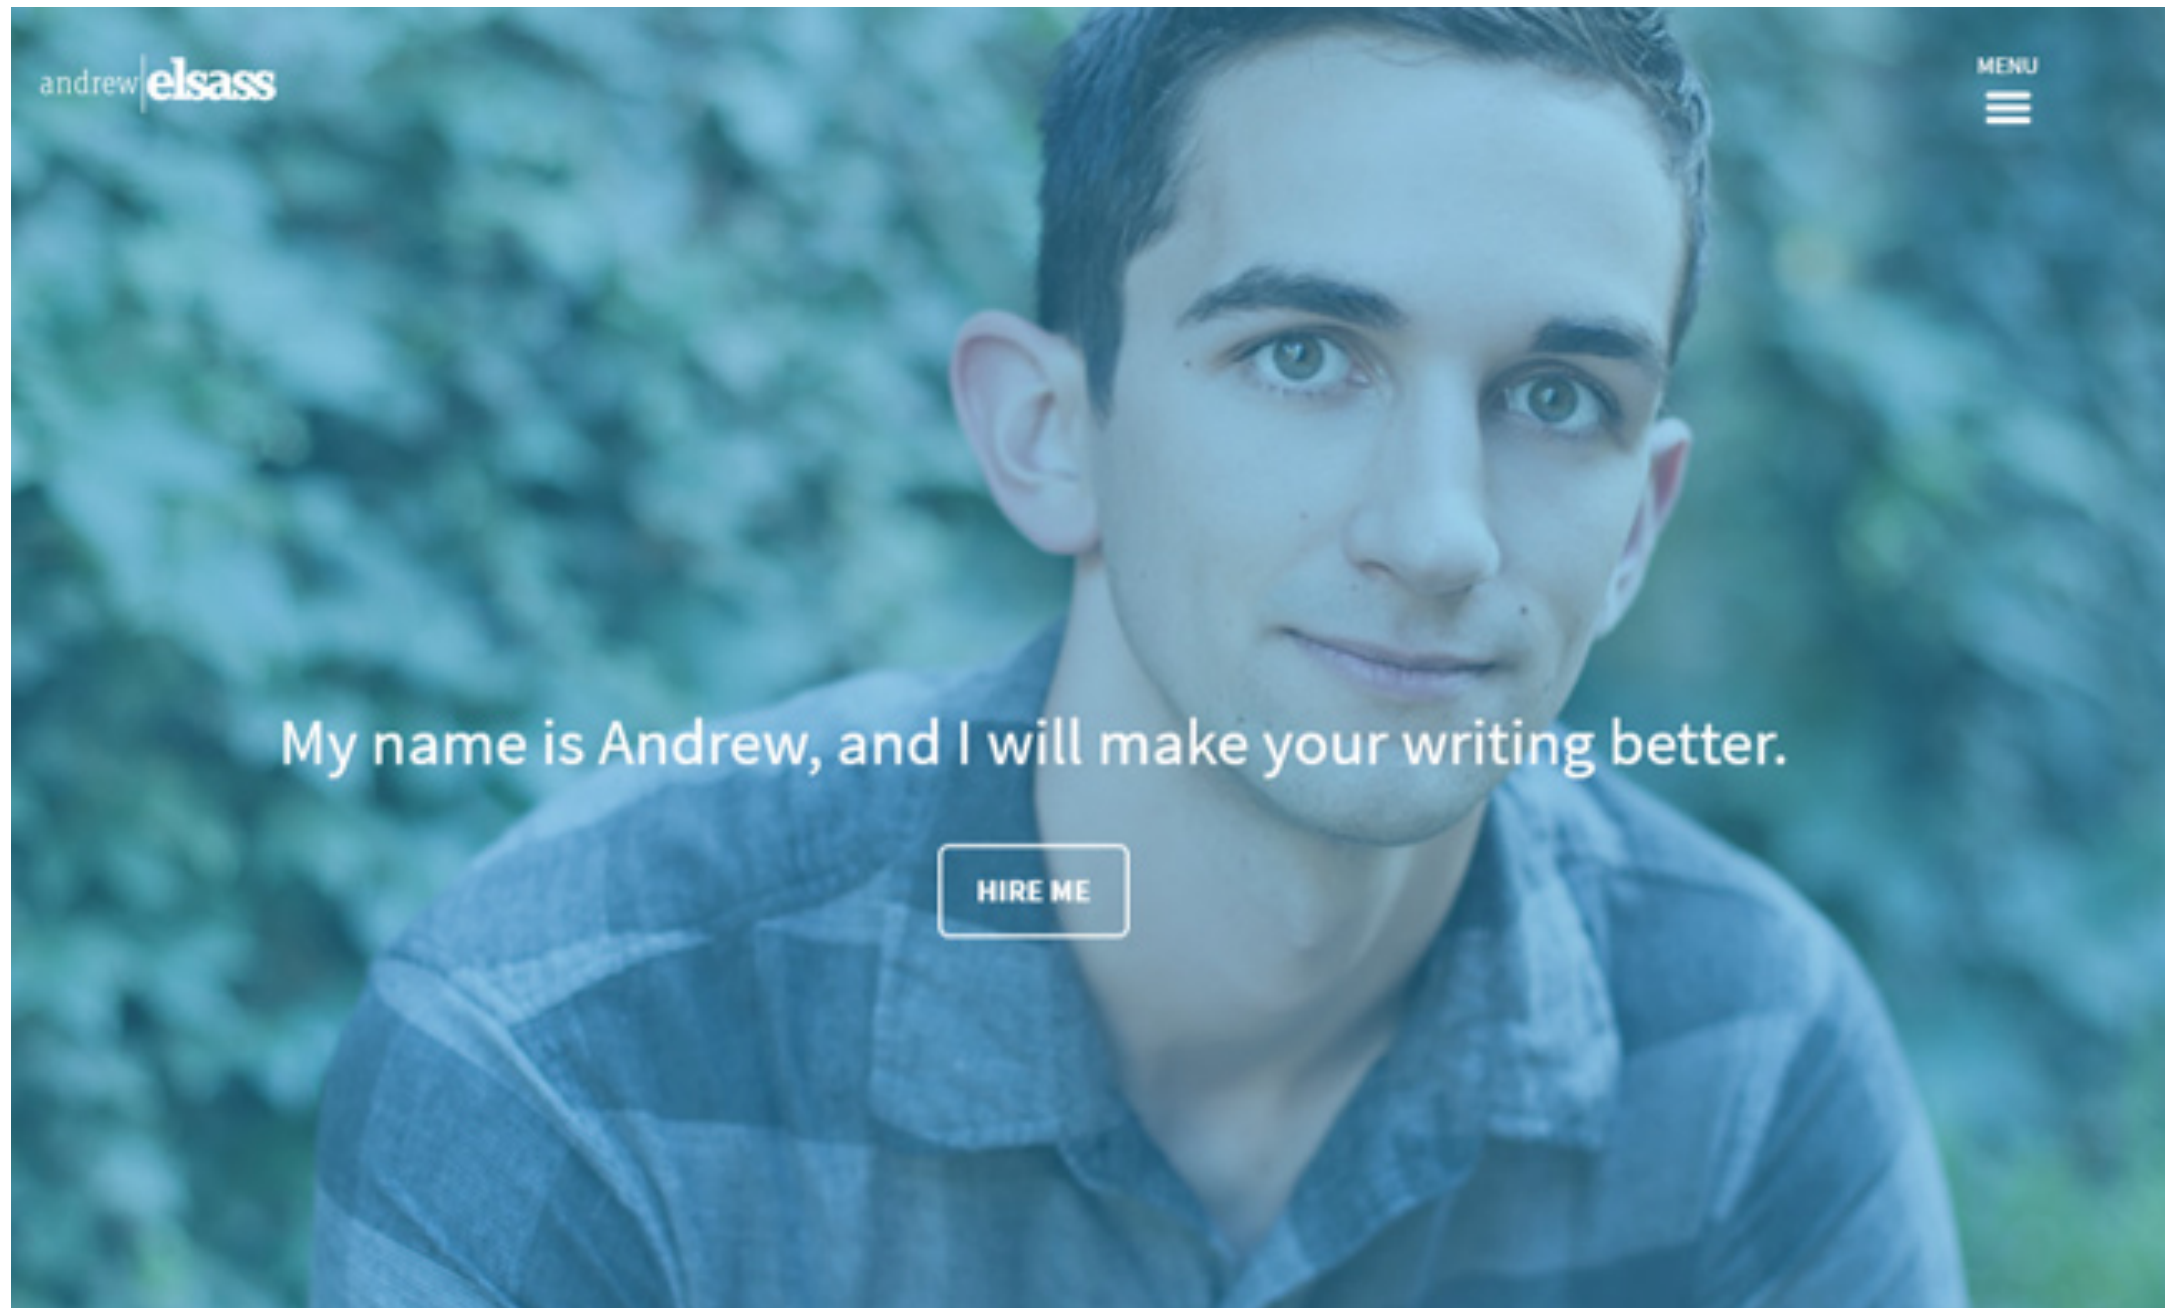 andrew elsass
MENU
My name is Andrew, and I will make your writing better.
HIRE ME